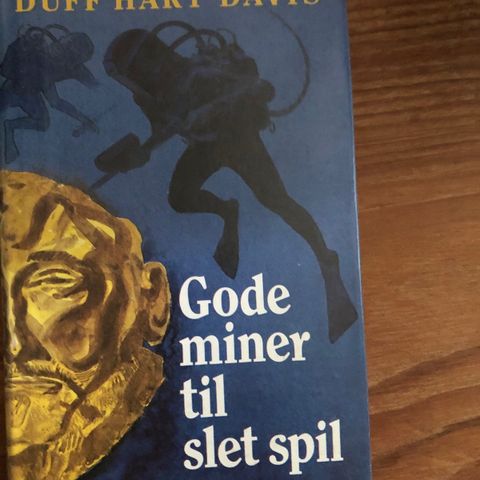 DUFF HART-DAVIS
Gode
miner
til
slet spil